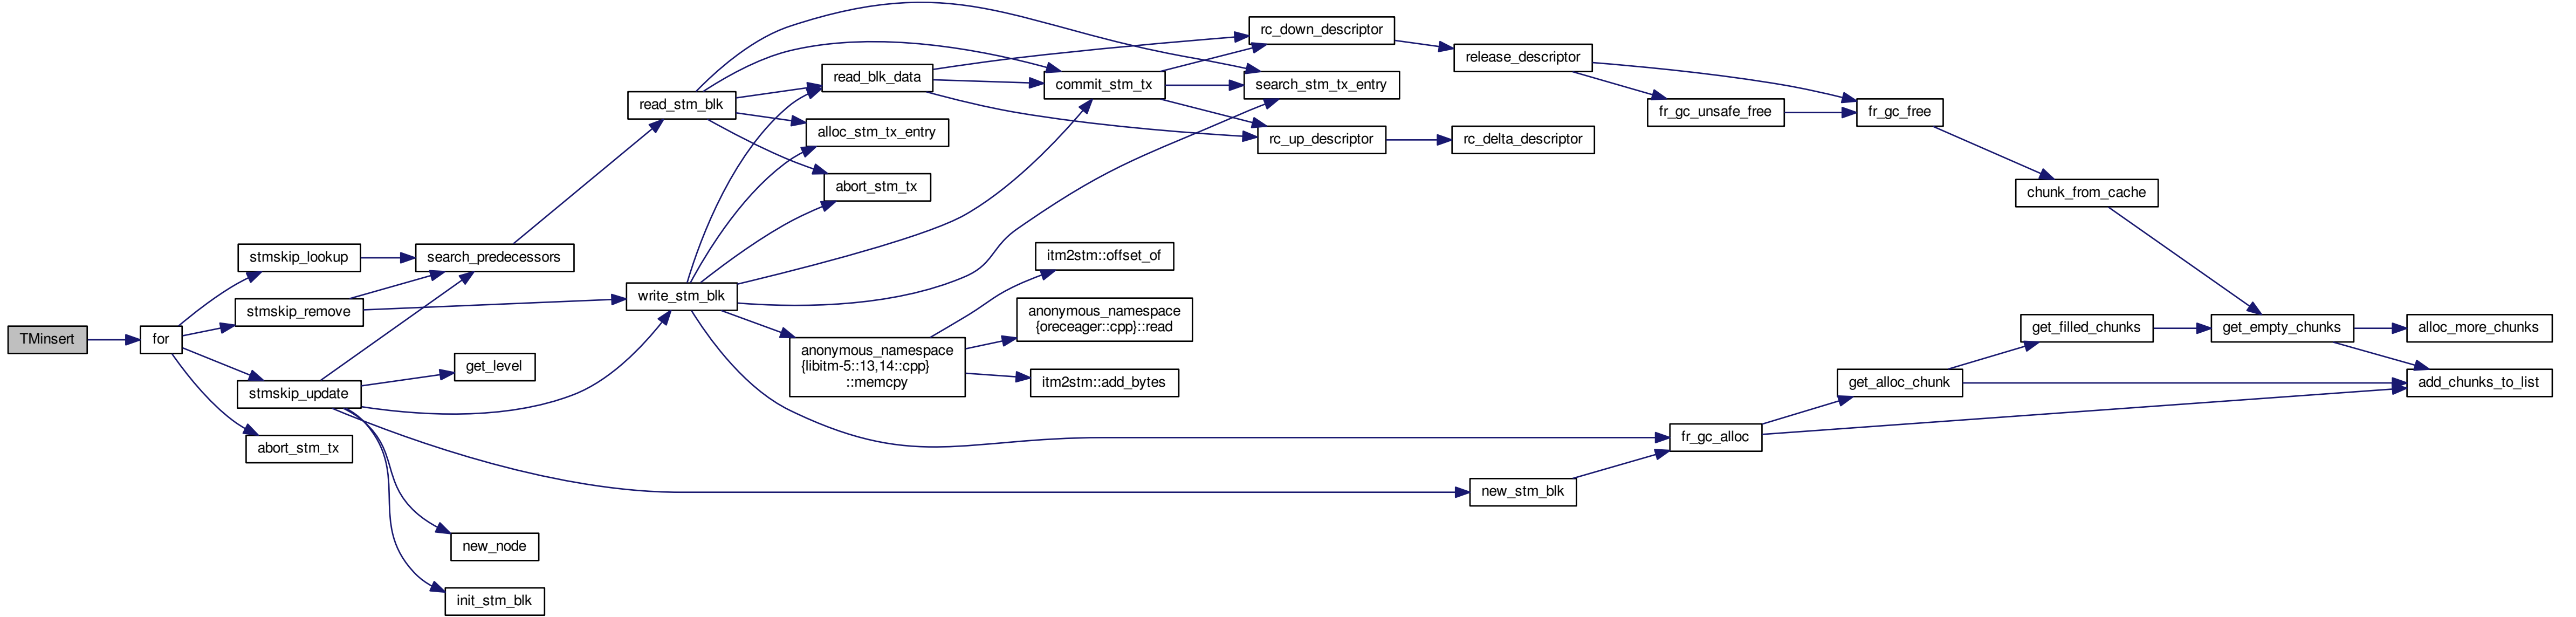 TMinsert
for
stmskip_lookup
stmskip_remove
stmskip_update
abort_stm_tx
search_predecessors
get_level
new_node
init_stm_blk
read_stm_blk
write_stm_blk
read_blk_data
alloc_stm_tx_entry
abort_stm_tx
anonymous_namespace
{libitm-5::13,14::cpp}
::memcpy
commit_stm_tx
itm2stm::offset_of
anonymous_namespace
{oreceager::cpp}::read
itm2stm::add_bytes
rc_down_descriptor
search_stm_tx_entry
rc_up_descriptor
release_descriptor
rc_delta_descriptor
new_stm_blk
fr_gc_unsafe_free
fr_gc_alloc
fr_gc_free
get_alloc_chunk
chunk_from_cache
get_filled_chunks
get_empty_chunks
alloc_more_chunks
add_chunks_to_list